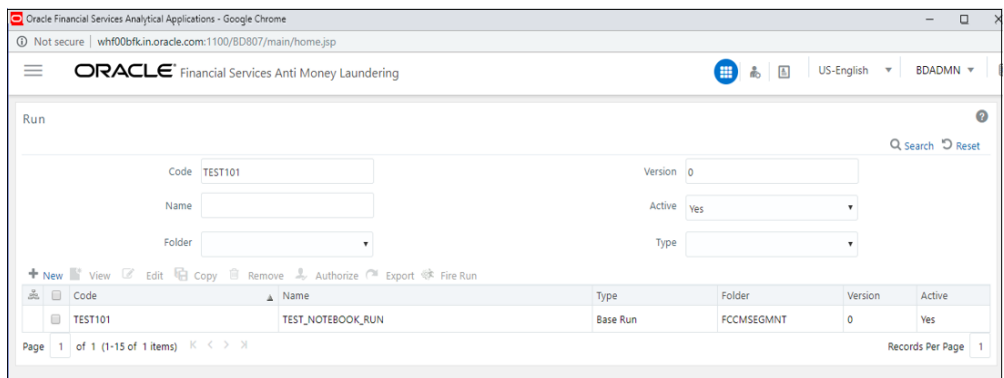 Oracle Financial Services Analytical Applications - Google Chrome
Not secure | whf00bfk.in.oracle.com:1100/BD807/main/home.jsp
ORACLE® Financial Services Anti Money Laundering US-English BDADMN
Run
Search Reset
Code TEST101 Version 0
Name Active Yes
Folder Type
New View Edit Copy Remove Authorize Export Fire Run
Code Name Type Folder Version Active
TEST101 TEST_NOTEBOOK_RUN Base Run FCCMSEGMNT 0 Yes
Page 1 of 1 (1-15 of 1 items) Records Per Page 1